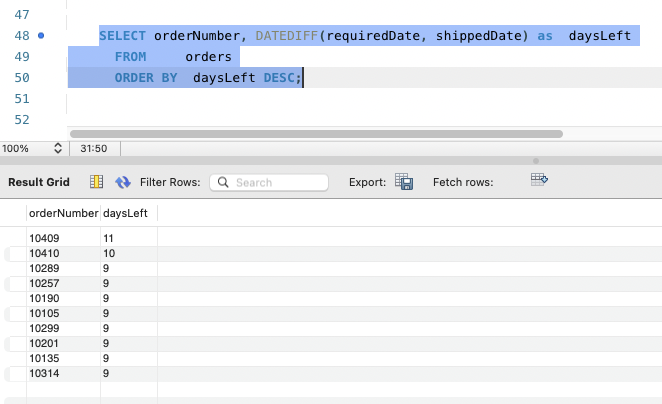 47
48 SELECT orderNumber, DATEDIFF(requiredDate, shippedDate) as daysLeft
49 FROM orders
50 ORDER BY daysLeft DESC;
51
52
100% 31:50
Result Grid Filter Rows: Search Export: Fetch rows:
orderNumber daysLeft
10409 11
10410 10
10289 9
10257 9
10190 9
10105 9
10299 9
10201 9
10135 9
10314 9